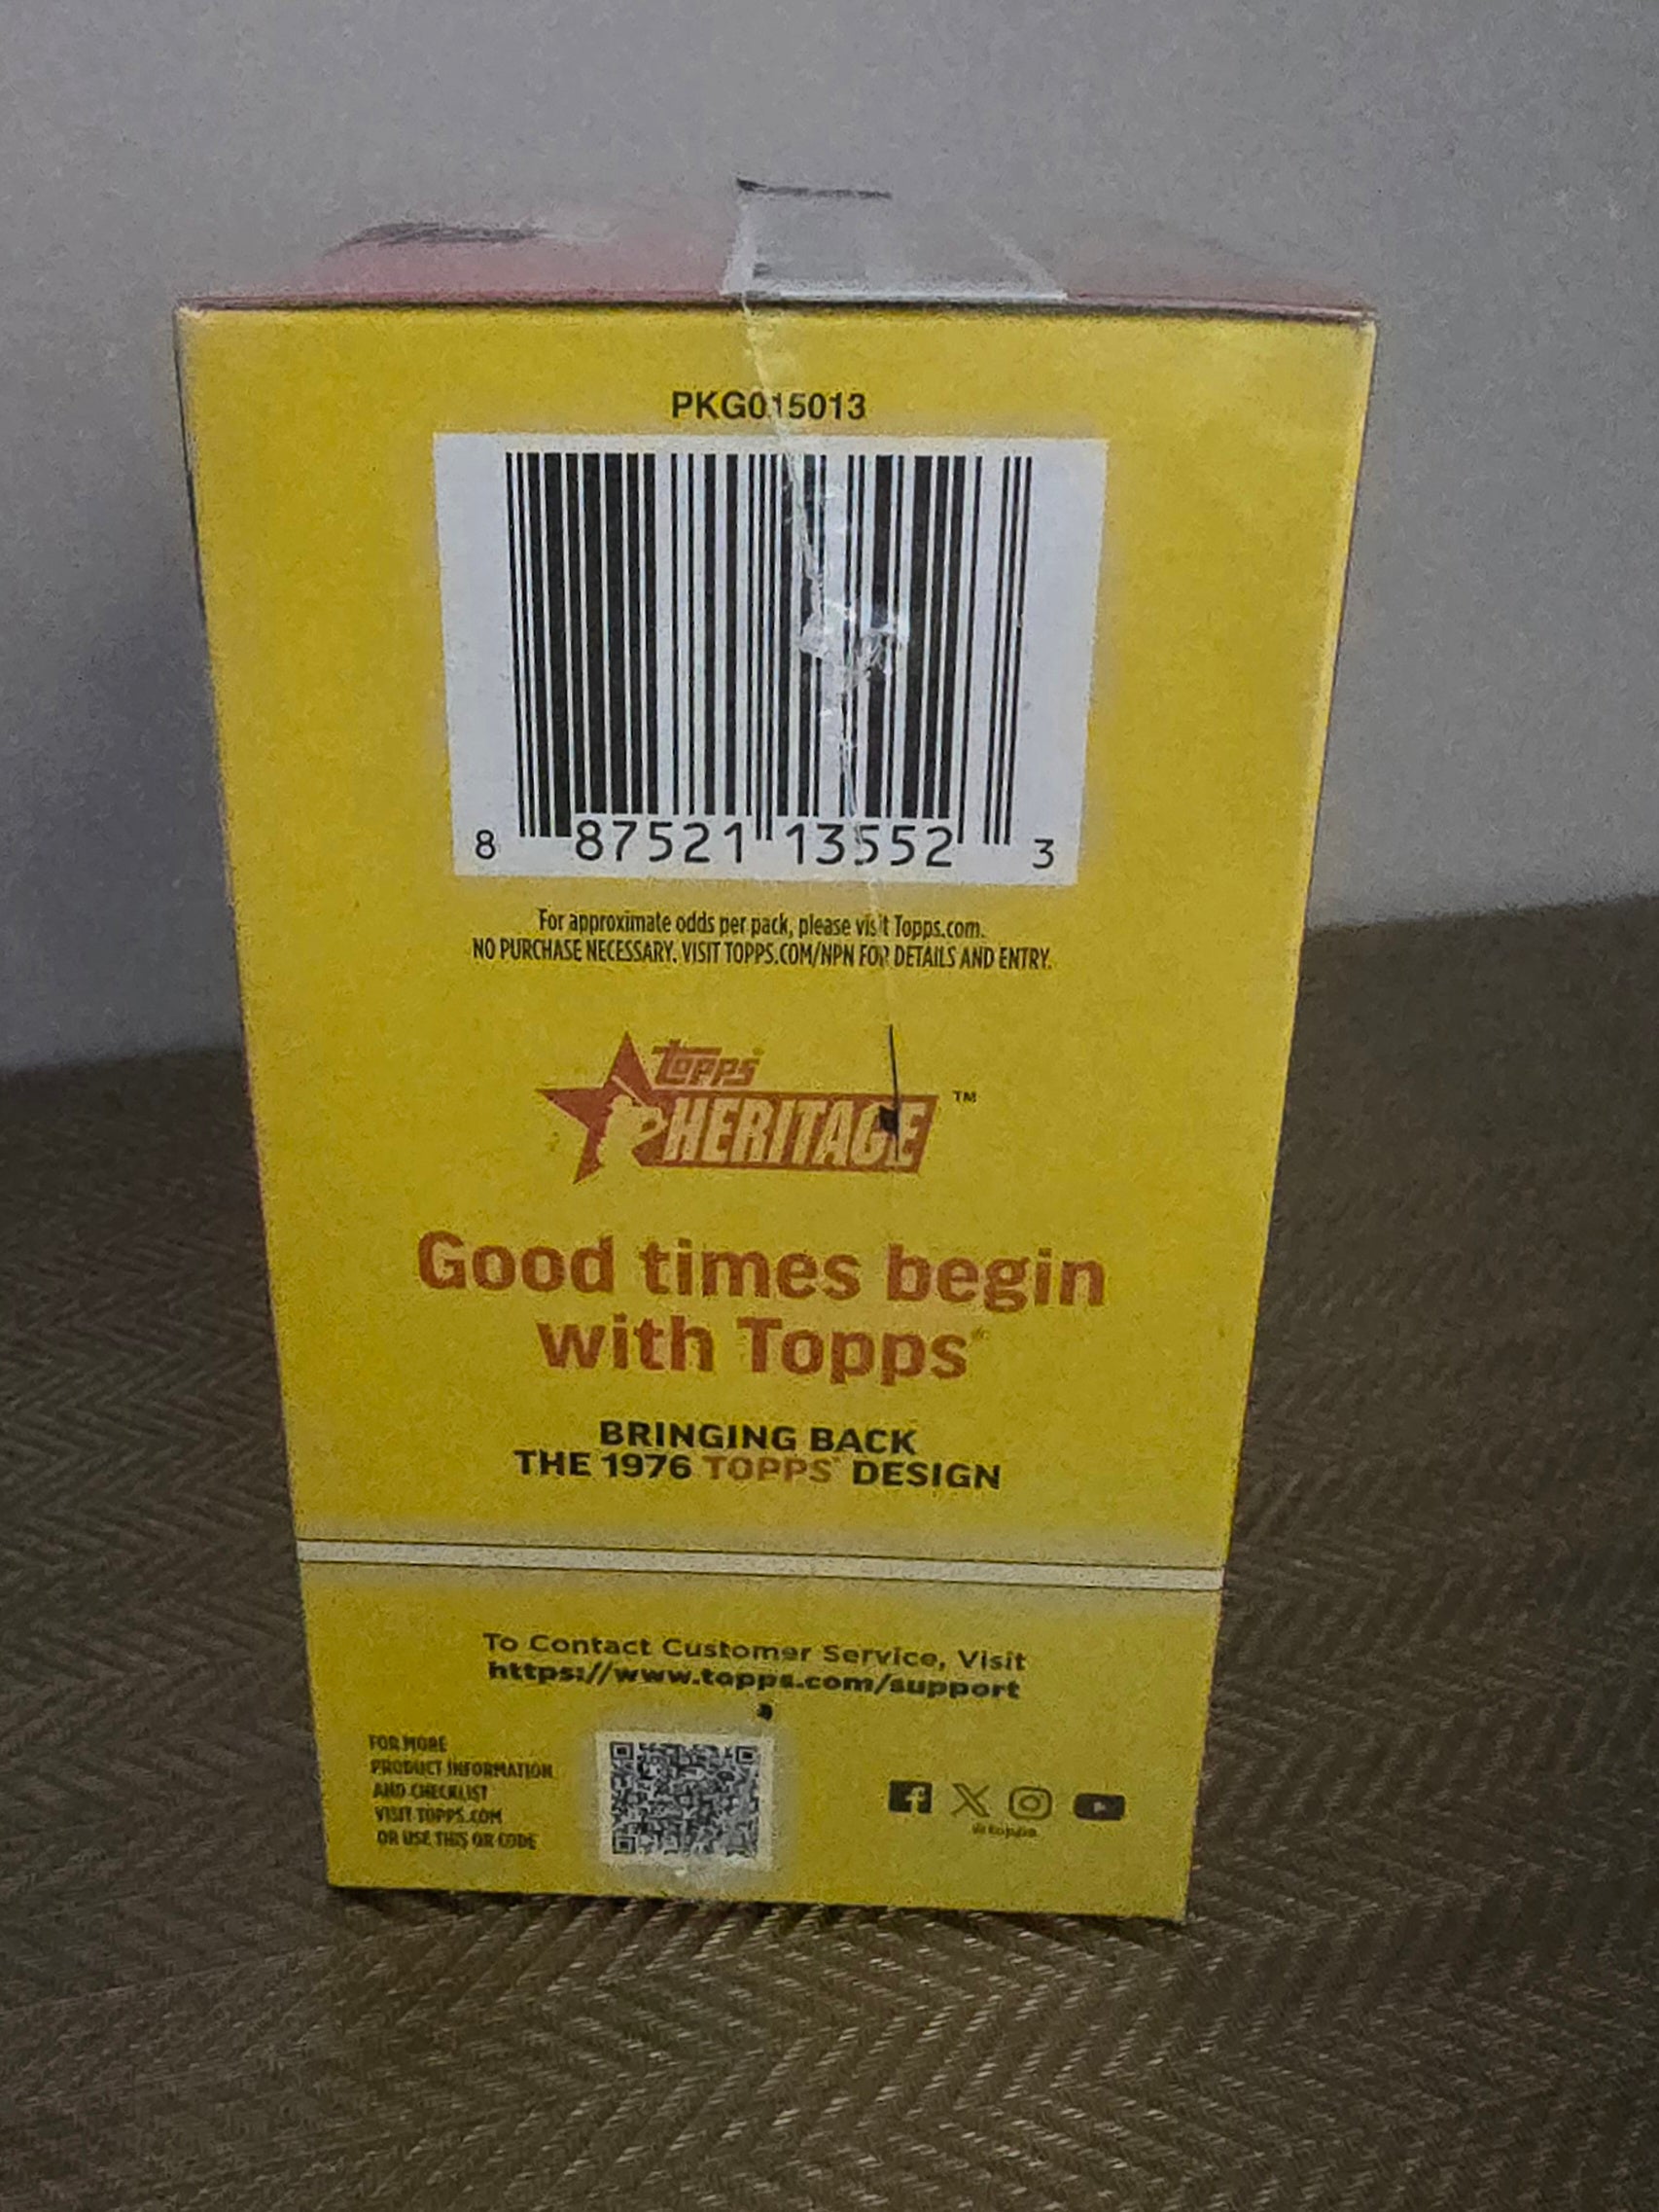 PKG015013
8 87521 13552 3
For approximate odds per pack, please visit Topps.com.
NO PURCHASE NECESSARY. VISIT TOPPS.COM/NPN FOR DETAILS AND ENTRY.
topps
HERITAGE ™
Good times begin
with Topps®
BRINGING BACK
THE 1976 TOPPS® DESIGN
To Contact Customer Service, Visit
https://www.topps.com/support
FOR MORE
PRODUCT INFORMATION
AND CHECKLIST
VISIT TOPPS.COM
OR USE THIS QR CODE
@topps